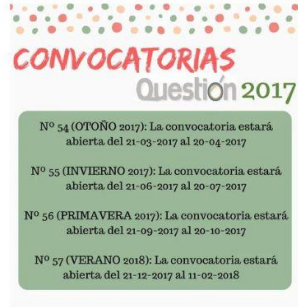 CONVOCATORIAS
Questión 2017
Nº 54 (OTOÑO 2017): La convocatoria estará
abierta del 21-03-2017 al 20-04-2017
Nº 55 (INVIERNO 2017): La convocatoria estará
abierta del 21-06-2017 al 20-07-2017
Nº 56 (PRIMAVERA 2017): La convocatoria estará
abierta del 21-09-2017 al 20-10-2017
Nº 57 (VERANO 2018): La convocatoria estará
abierta del 21-12-2017 al 11-02-2018